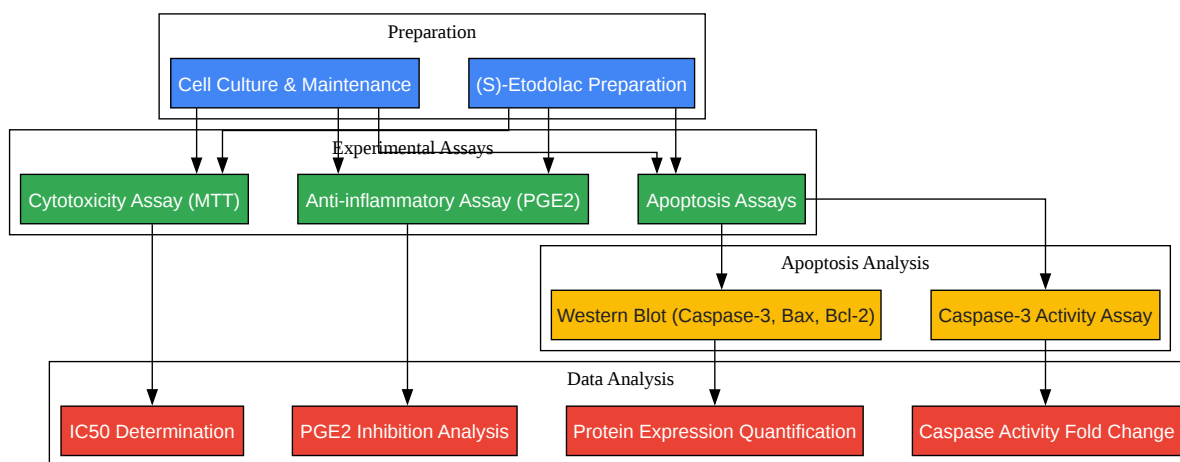 Preparation
Cell Culture & Maintenance
(S)-Etodolac Preparation
Experimental Assays
Cytotoxicity Assay (MTT)
Anti-inflammatory Assay (PGE2)
Apoptosis Assays
Apoptosis Analysis
Western Blot (Caspase-3, Bax, Bcl-2)
Caspase-3 Activity Assay
Data Analysis
IC50 Determination
PGE2 Inhibition Analysis
Protein Expression Quantification
Caspase Activity Fold Change